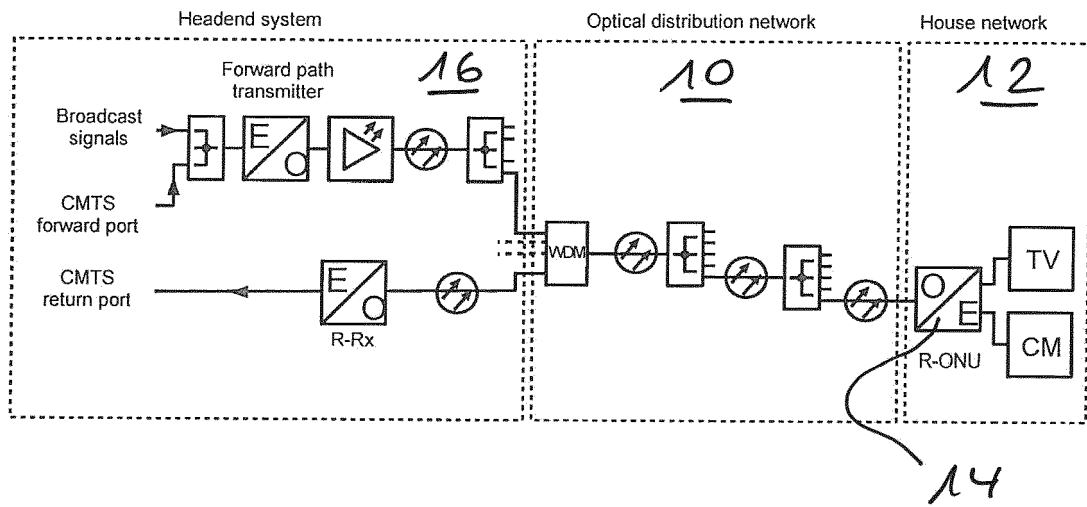 Headend system
Optical distribution network
House network
16
10
12
Forward path
transmitter
Broadcast
signals
E
O
CMTS
forward port
WDM
CMTS
return port
E
O
R-Rx
O
E
R-ONU
TV
CM
14